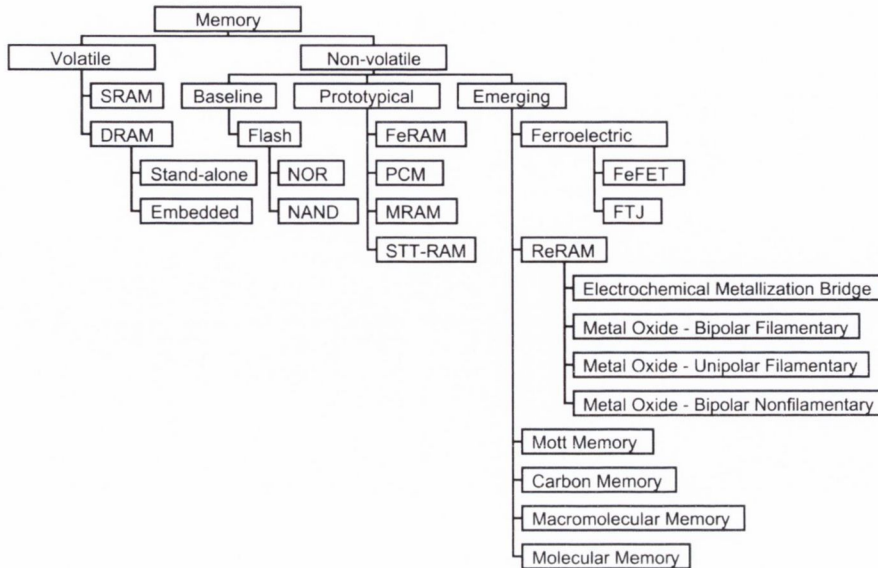 Memory
Volatile
Non-volatile
SRAM
Baseline
Prototypical
Emerging
DRAM
Flash
FeRAM
Ferroelectric
Stand-alone
NOR
PCM
FeFET
Embedded
NAND
MRAM
FTJ
STT-RAM
ReRAM
Electrochemical Metallization Bridge
Metal Oxide - Bipolar Filamentary
Metal Oxide - Unipolar Filamentary
Metal Oxide - Bipolar Nonfilamentary
Mott Memory
Carbon Memory
Macromolecular Memory
Molecular Memory